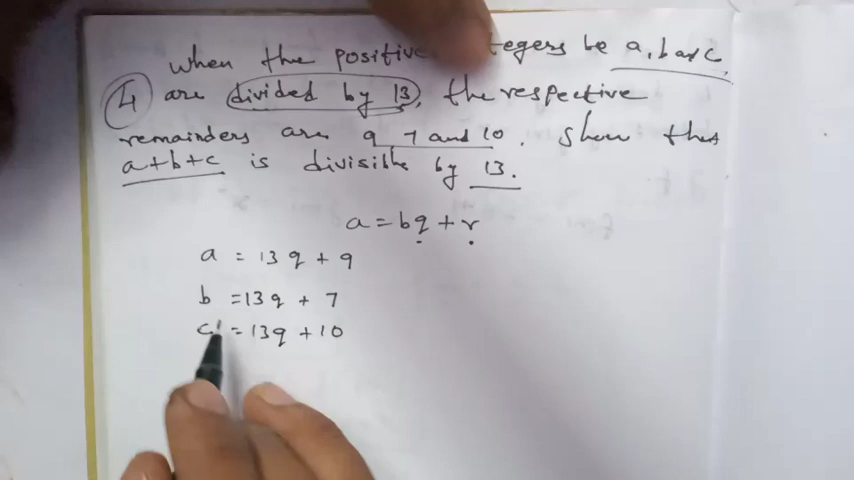 when the positive tegers be a, b and c
4 are divided by 13, the respective
remainders are 9 7 and 10. Show that
a+b+c is divisible by 13.
a = bq + r
a = 13q + 9
b = 13q + 7
c = 13q + 10